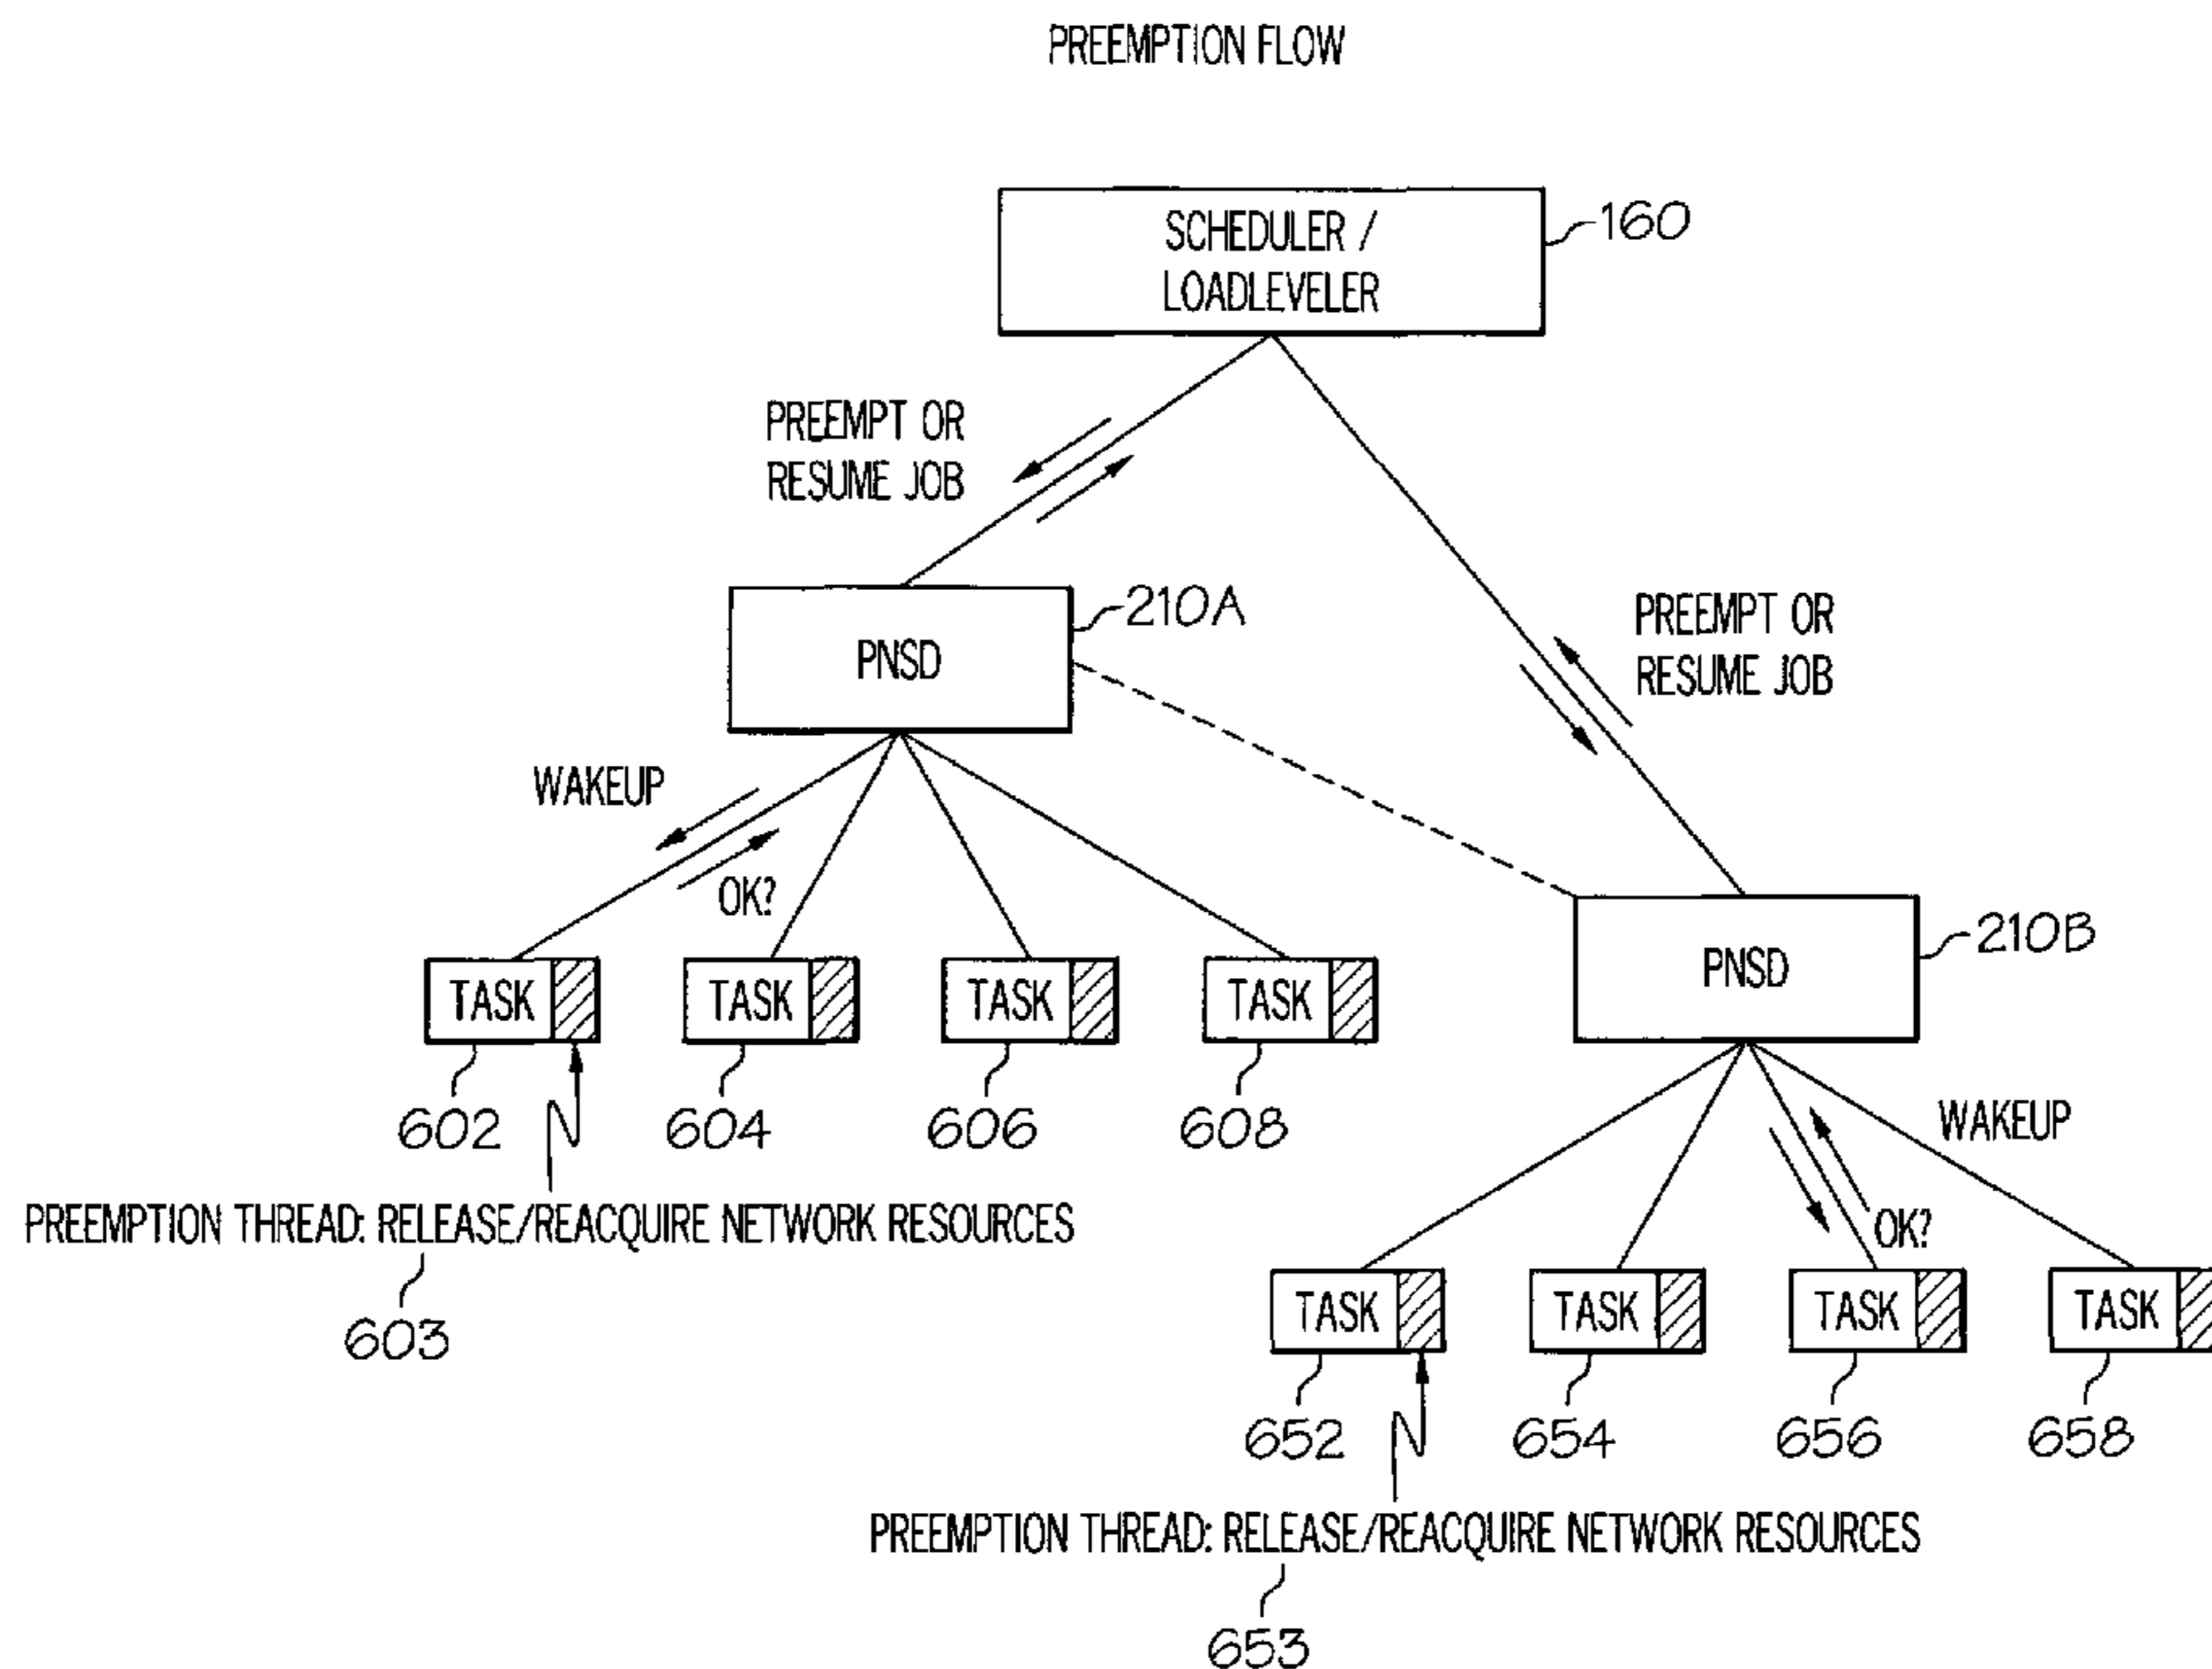 PREEMPTION FLOW
SCHEDULER /
LOADLEVELER
160
PREEMPT OR
RESUME JOB
210A
PNSD
PREEMPT OR
RESUME JOB
WAKEUP
OK?
210B
PNSD
TASK TASK TASK TASK
602 604 606 608
WAKEUP
PREEMPTION THREAD: RELEASE/REACQUIRE NETWORK RESOURCES
OK?
603
TASK TASK TASK TASK
652 654 656 658
PREEMPTION THREAD: RELEASE/REACQUIRE NETWORK RESOURCES
653